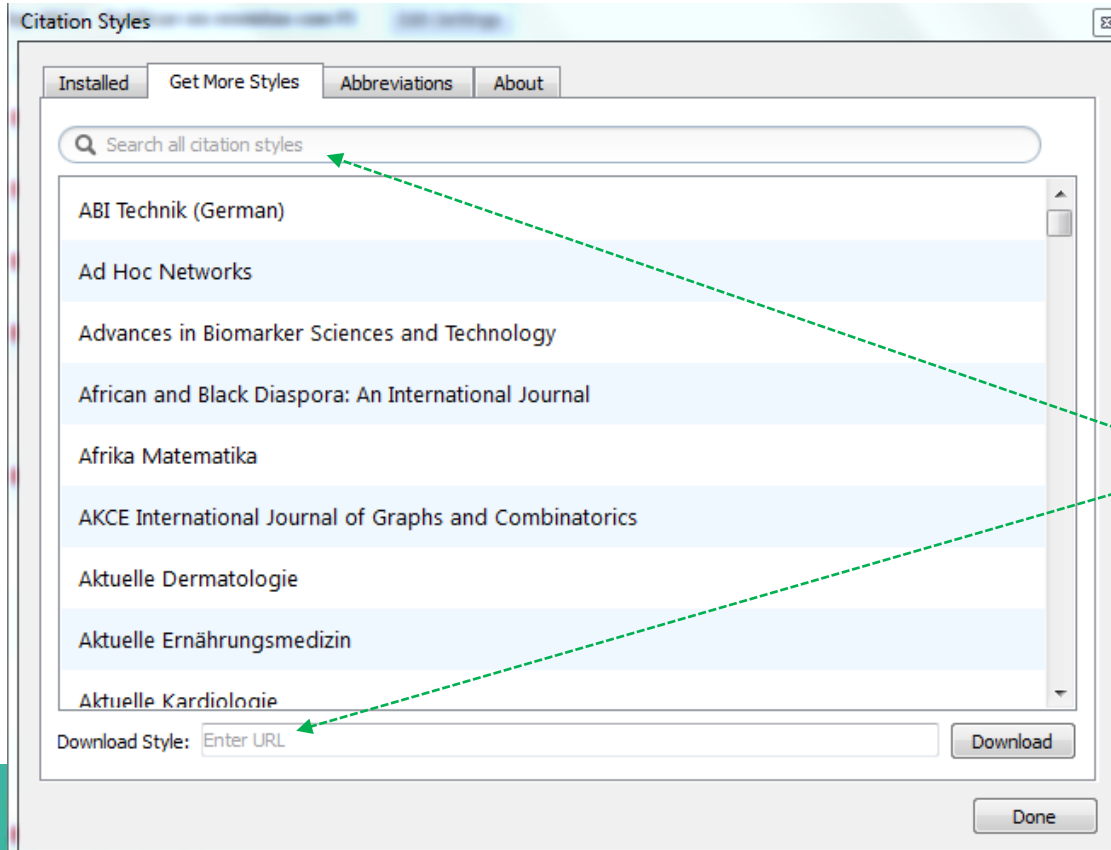 Citation Styles
Installed Get More Styles Abbreviations About
Search all citation styles
ABI Technik (German)
Ad Hoc Networks
Advances in Biomarker Sciences and Technology
African and Black Diaspora: An International Journal
Afrika Matematika
AKCE International Journal of Graphs and Combinatorics
Aktuelle Dermatologie
Aktuelle Ernährungsmedizin
Aktuelle Kardiologie
Download Style: Enter URL Download
Done